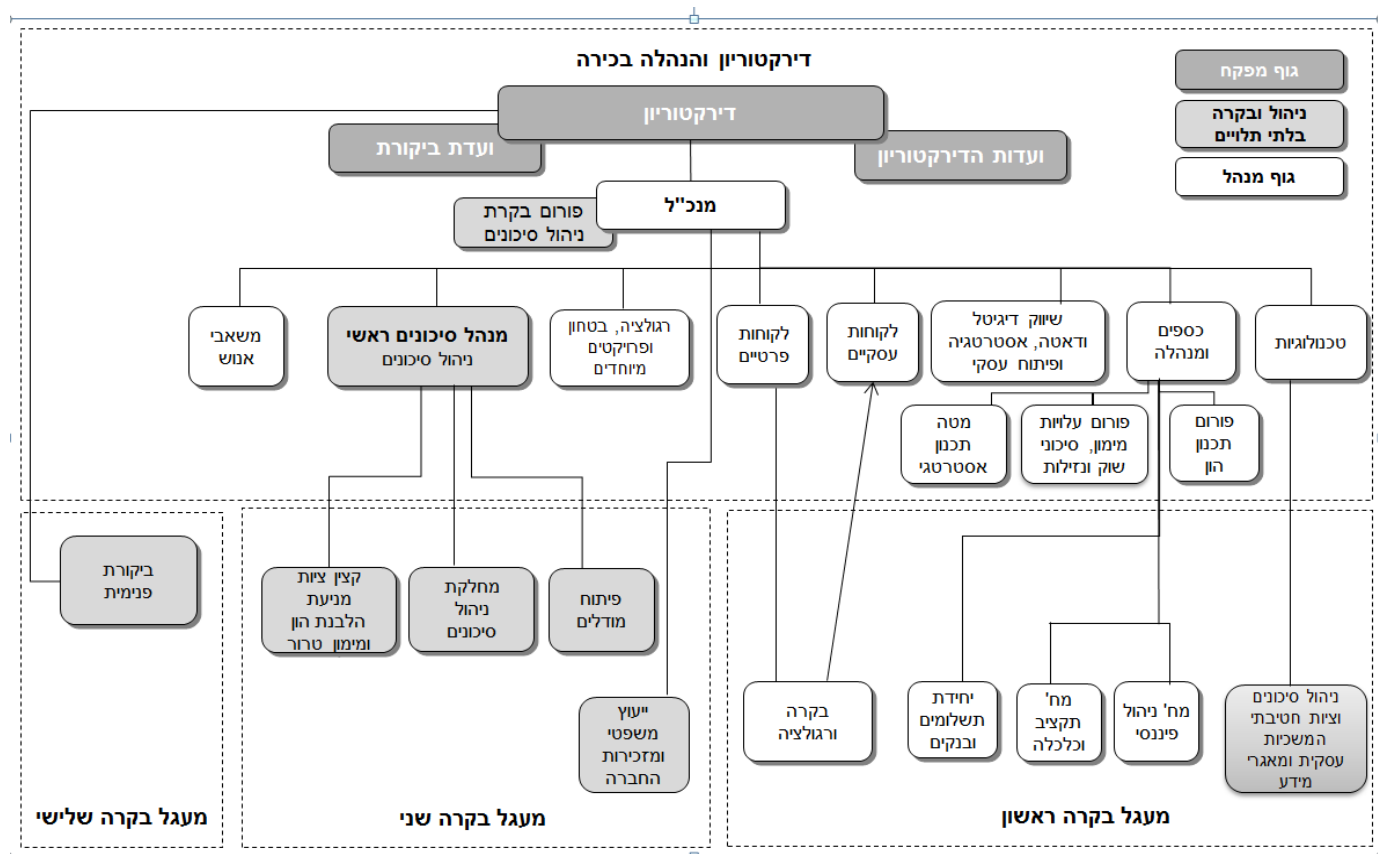 דירקטוריון והנהלה בכירה
גוף מפקח
ניהול ובקרה
בלתי תלויים
גוף מנהל
דירקטוריון
ועדות הדירקטוריון
ועדת ביקורת
מנכ''ל
פורום בקרת
ניהול סיכונים
טכנולוגיות
כספים
ומנהלה
שיווק דיגיטל
ודאטה, אסטרטגיה
ופיתוח עסקי
לקוחות
עסקיים
לקוחות
פרטיים
רגולציה, בטחון
ופרויקטים
מיוחדים
מנהל סיכונים ראשי
ניהול סיכונים
משאבי
אנוש
פורום
תכנון
הון
פורום עלויות
מימון, סיכוני
שוק ונזילות
מטה
תכנון
אסטרטגי
ניהול סיכונים
וציות חטיבתי
המשכיות
עסקית ומאגרי
מידע
מח' ניהול
פיננסי
מח'
תקציב
וכלכלה
יחידת
תשלומים
ובנקים
בקרה
ורגולציה
מעגל בקרה ראשון
פיתוח
מודלים
מחלקת
ניהול
סיכונים
קצין ציות
מניעת
הלבנת הון
ומימון טרור
ייעוץ
משפטי
ומזכירות
החברה
מעגל בקרה שני
ביקורת
פנימית
מעגל בקרה שלישי